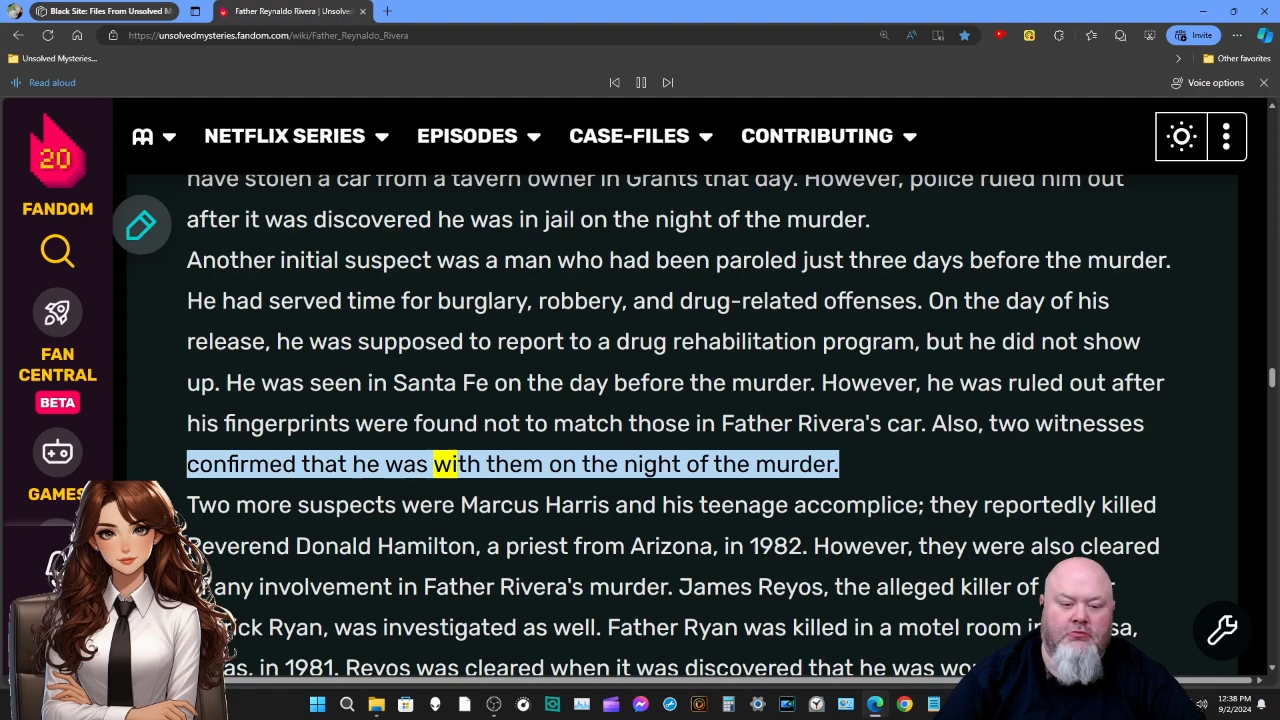 Black Site: Files From Unsolved M
Father Reynaldo Rivera | Unsolved
https://unsolvedmysteries.fandom.com/wiki/Father_Reynaldo_Rivera
Invite
Unsolved Mysteries...
Other favorites
Read aloud
Voice options
20
FANDOM
FAN
CENTRAL
BETA
GAMES
NETFLIX SERIES
EPISODES
CASE-FILES
CONTRIBUTING
have stolen a car from a tavern owner in Grants that day. However, police ruled him out
after it was discovered he was in jail on the night of the murder.
Another initial suspect was a man who had been paroled just three days before the murder.
He had served time for burglary, robbery, and drug-related offenses. On the day of his
release, he was supposed to report to a drug rehabilitation program, but he did not show
up. He was seen in Santa Fe on the day before the murder. However, he was ruled out after
his fingerprints were found not to match those in Father Rivera's car. Also, two witnesses
confirmed that he was with them on the night of the murder.
Two more suspects were Marcus Harris and his teenage accomplice; they reportedly killed
Reverend Donald Hamilton, a priest from Arizona, in 1982. However, they were also cleared
any involvement in Father Rivera's murder. James Reyos, the alleged killer of
ick Ryan, was investigated as well. Father Ryan was killed in a motel room
as, in 1981. Reyos was cleared when it was discovered that he was
12:38 PM
9/2/2024